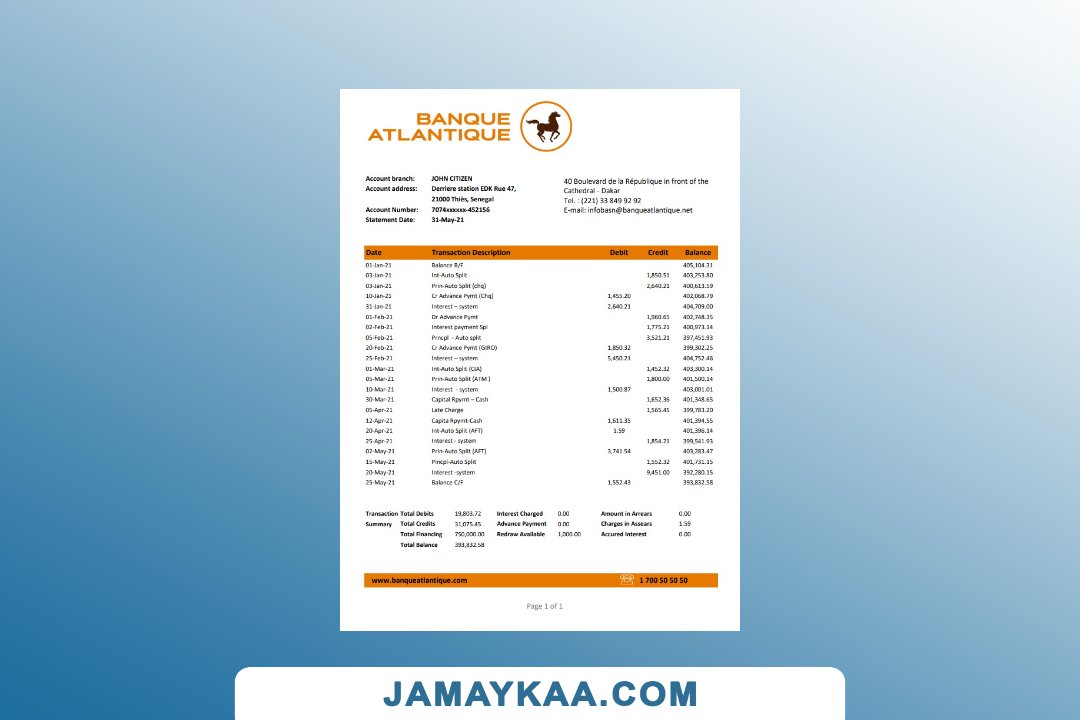 BANQUE
ATLANTIQUE
Account branch: JOHN CITIZEN
Account address: Derriere station EDK Rue 47,
21000 Thiès, Senegal
Account Number: 7074xxxxxx-452156
Statement Date: 31-May-21
40 Boulevard de la République in front of the
Cathedral - Dakar
Tel. : (221) 33 849 92 92
E-mail: infobasn@banqueatlantique.net
Date Transaction Description Debit Credit Balance
01-Jan-21 Balance B/F 405,104.31
03-Jan-21 Int-Auto Split 1,850.51 403,253.80
03-Jan-21 Prin-Auto Split (chq) 2,640.21 400,613.59
10-Jan-21 Cr Advance Pymt (Chq) 1,455.20 402,068.79
31-Jan-21 Interest – system 2,640.21 404,709.00
01-Feb-21 Dr Advance Pymt 1,960.65 402,748.35
02-Feb-21 Interest payment Spl 1,775.21 400,973.14
05-Feb-21 Prncpl - Auto split 3,521.21 397,451.93
20-Feb-21 Cr Advance Pymt (GIRO) 1,850.32 399,302.25
25-Feb-21 Interest – system 5,450.21 404,752.46
01-Mar-21 Int-Auto Split (CIA) 1,452.32 403,300.14
05-Mar-21 Prin-Auto Split (ATM ) 1,800.00 401,500.14
10-Mar-21 Interest - system 1,500.87 403,001.01
30-Mar-21 Capital Rpymt – Cash 1,652.36 401,348.65
05-Apr-21 Late Charge 1,565.45 399,783.20
12-Apr-21 Capita Rpymt-Cash 1,611.35 401,394.55
20-Apr-21 Int-Auto Split (AFT) 1.59 401,396.14
25-Apr-21 Interest - system 1,854.21 399,541.93
02-May-21 Prin-Auto Split (AFT) 3,741.54 403,283.47
15-May-21 Pincpl-Auto Split 1,552.32 401,731.15
20-May-21 Interest -system 9,451.00 392,280.15
25-May-21 Balance C/F 1,552.43 393,832.58
Transaction Total Debits 19,803.72 Interest Charged 0.00 Amount in Arrears 0.00
Summary Total Credits 31,075.45 Advance Payment 0.00 Charges in Assears 1.59
Total Financing 750,000.00 Redraw Available 1,000.00 Accured Interest 0.00
Total Balance 393,832.58
www.banqueatlantique.com 1 700 50 50 50
Page 1 of 1
JAMAYKAA.COM